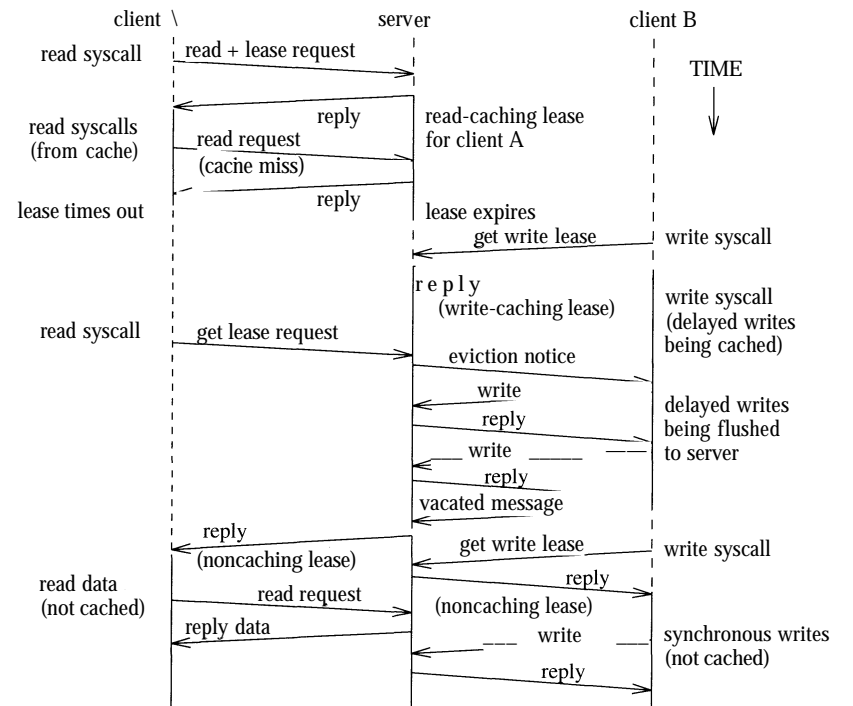 client \ server client B
read syscall read + lease request
TIME
reply read-caching lease
for client A
read syscalls
(from cache)
read request
(cacne miss)
reply
lease times out lease expires
get write lease write syscall
reply
(write-caching lease)
write syscall
(delayed writes
being cached)
read syscall get lease request
eviction notice
write
delayed writes
being flushed
to server
reply
write
reply
vacated message
reply
(noncaching lease)
get write lease write syscall
reply
read data
(not cached)
read request (noncaching lease)
reply data
write synchronous writes
(not cached)
reply